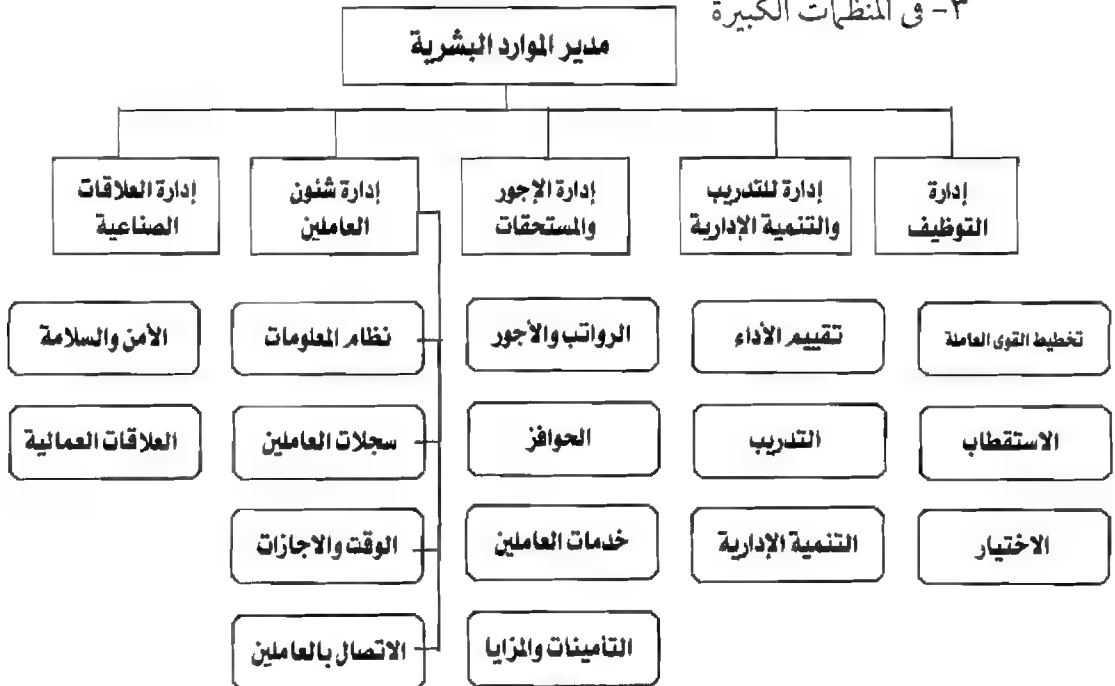 ٣- في المنظمات الكبيرة
مدير الموارد البشرية
إدارة
التوظيف
إدارة للتدريب
والتنمية الإدارية
إدارة الإجور
والمستحقات
إدارة شئون
العاملين
إدارة العلاقات
الصناعية
تخطيط القوى العاملة
تقييم الأداء
الرواتب والأجور
نظام المعلومات
الأمن والسلامة
الاستقطاب
التدريب
الحوافز
سجلات العاملين
العلاقات العمالية
الاختيار
التنمية الإدارية
خدمات العاملين
الوقت والاجازات
التأمينات والمزايا
الاتصال بالعاملين